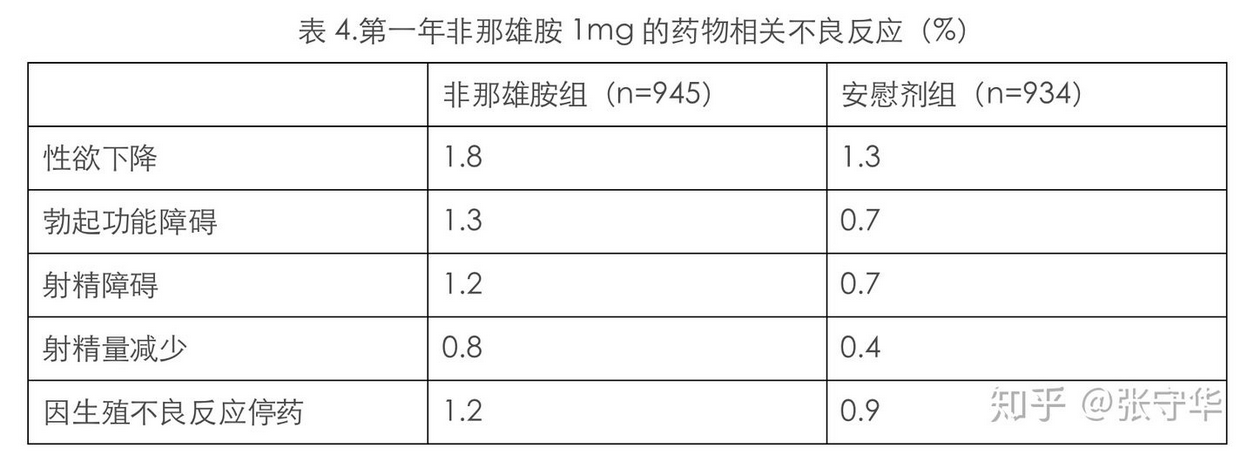 表 4.第一年非那雄胺 1mg 的药物相关不良反应（%）
非那雄胺组（n=945） 安慰剂组（n=934）
性欲下降 1.8 1.3
勃起功能障碍 1.3 0.7
射精障碍 1.2 0.7
射精量减少 0.8 0.4
因生殖不良反应停药 1.2 0.9
知乎 @张守华